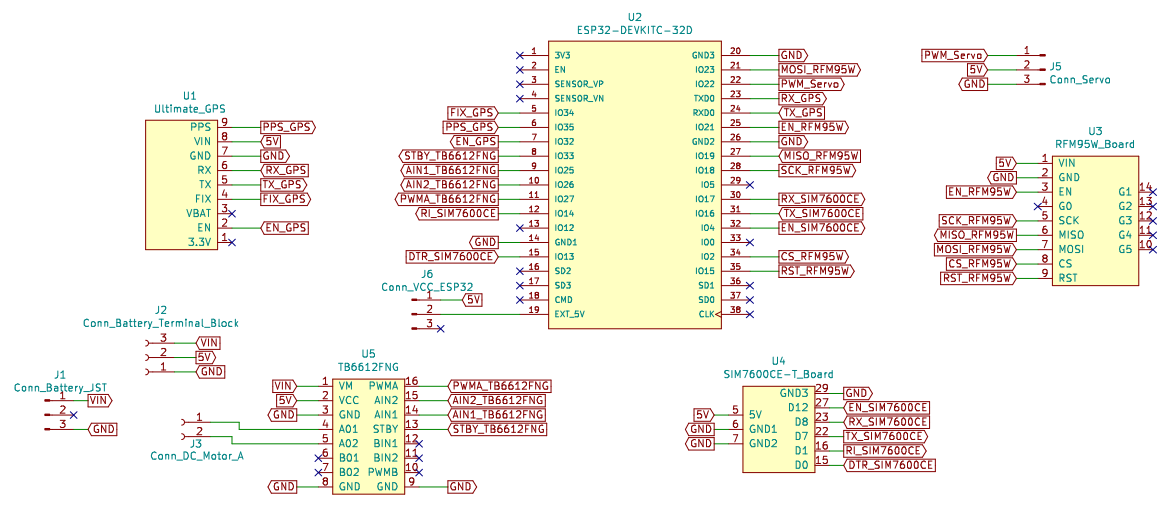 U2
ESP32-DEVKITC-32D
1 3V3
2 EN
3 SENSOR_VP
4 SENSOR_VN
FIX_GPS 5 IO34
PPS_GPS 6 IO35
EN_GPS 7 IO32
STBY_TB6612FNG 8 IO33
AIN1_TB6612FNG 9 IO25
AIN2_TB6612FNG 10 IO26
PWMA_TB6612FNG 11 IO27
RI_SIM7600CE 12 IO14
13 IO12
GND 14 GND1
DTR_SIM7600CE 15 IO13
16 SD2
17 SD3
18 CMD
19 EXT_5V
GND3 20 GND
IO23 21 MOSI_RFM95W
IO22 22 PWM_Servo
TXD0 23 RX_GPS
RXD0 24 TX_GPS
IO21 25 EN_RFM95W
GND2 26 GND
IO19 27 MISO_RFM95W
IO18 28 SCK_RFM95W
IO5 29
IO17 30 RX_SIM7600CE
IO16 31 TX_SIM7600CE
IO4 32 EN_SIM7600CE
IO0 33
IO2 34 CS_RFM95W
IO15 35 RST_RFM95W
SD1 36
SD0 37
CLK 38
PWM_Servo 1
5V 2
GND 3
J5
Conn_Servo
U1
Ultimate_GPS
PPS 9 PPS_GPS
VIN 8 5V
GND 7 GND
RX 6 RX_GPS
TX 5 TX_GPS
FIX 4 FIX_GPS
VBAT 3
EN 2 EN_GPS
3.3V 1
U3
RFM95W_Board
5V 1 VIN
GND 2 GND
EN_RFM95W 3 EN G1 14
4 G0 G2 13
SCK_RFM95W 5 SCK G3 12
MISO_RFM95W 6 MISO G4 11
MOSI_RFM95W 7 MOSI G5 10
CS_RFM95W 8 CS
RST_RFM95W 9 RST
J6
Conn_VCC_ESP32
1 5V
2
3
J2
Conn_Battery_Terminal_Block
3 VIN
2 5V
1 GND
J1
Conn_Battery_JST
1 VIN
2
3 GND
1
2
J3
Conn_DC_Motor_A
U5
TB6612FNG
VIN 1 VM PWMA 16 PWMA_TB6612FNG
5V 2 VCC AIN2 15 AIN2_TB6612FNG
GND 3 GND AIN1 14 AIN1_TB6612FNG
4 AO1 STBY 13 STBY_TB6612FNG
5 AO2 BIN1 12
6 BO1 BIN2 11
7 BO2 PWMB 10
GND 8 GND GND 9 GND
U4
SIM7600CE-T_Board
GND3 29 GND
D12 27 EN_SIM7600CE
5V 5 5V D8 23 RX_SIM7600CE
GND 6 GND1 D7 22 TX_SIM7600CE
GND 7 GND2 D1 16 RI_SIM7600CE
D0 15 DTR_SIM7600CE